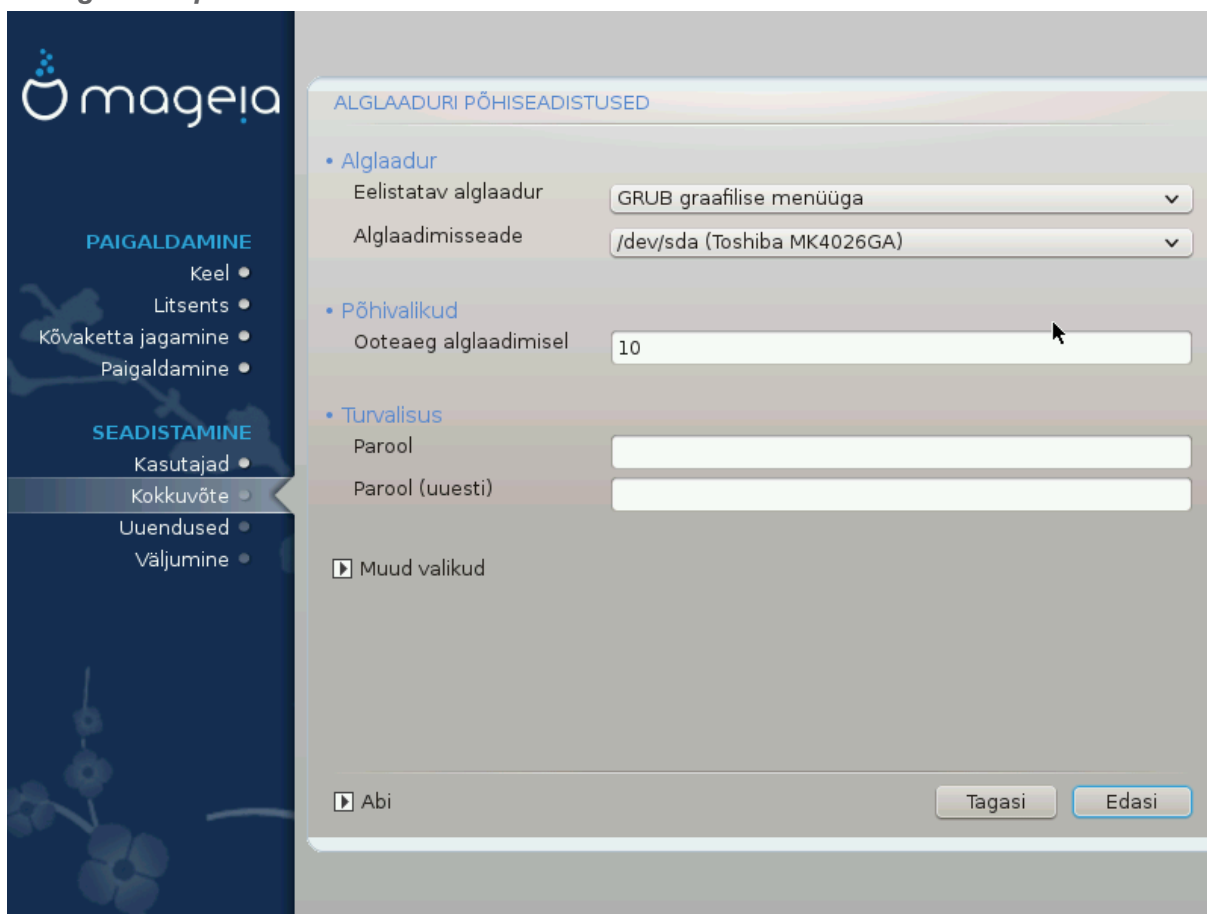 mageia
PAIGALDAMINE
Keel
Litsents
Kõvaketta jagamine
Paigaldamine
SEADISTAMINE
Kasutajad
Kokkuvõte
Uuendused
Väljumine
ALGLAADURI PÕHISEADISTUSED
• Alglaadur
Eelistatav alglaadur GRUB graafilise menüüga
Alglaadimisseade /dev/sda (Toshiba MK4026GA)
• Põhivalikud
Ooteaeg alglaadimisel 10
• Turvalisus
Parool
Parool (uuesti)
Muud valikud
Abi Tagasi Edasi